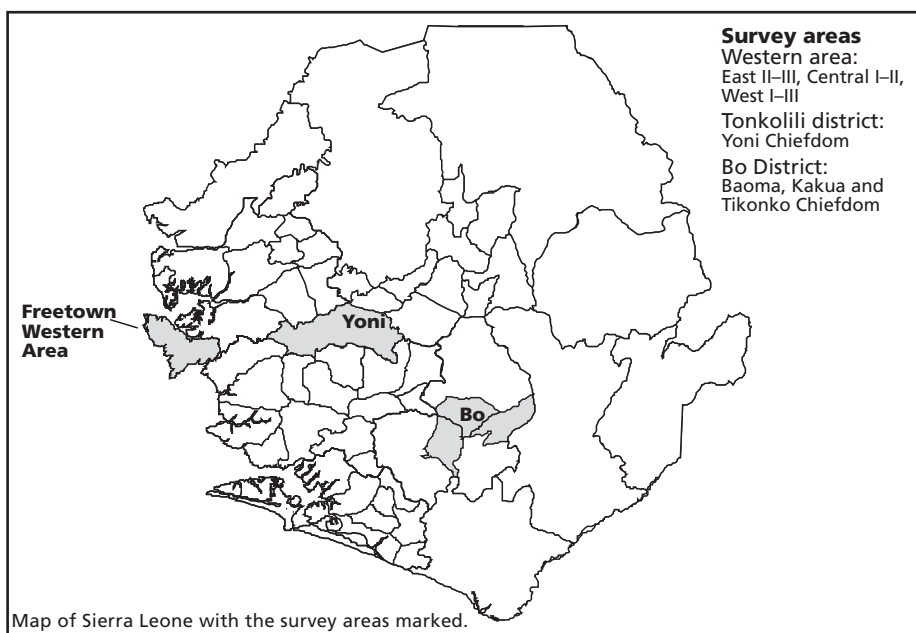 Survey areas
Western area:
East II–III, Central I–II,
West I–III
Tonkolili district:
Yoni Chiefdom
Bo District:
Baoma, Kakua and
Tikonko Chiefdom
Freetown
Western
Area
Yoni
Bo
Map of Sierra Leone with the survey areas marked.